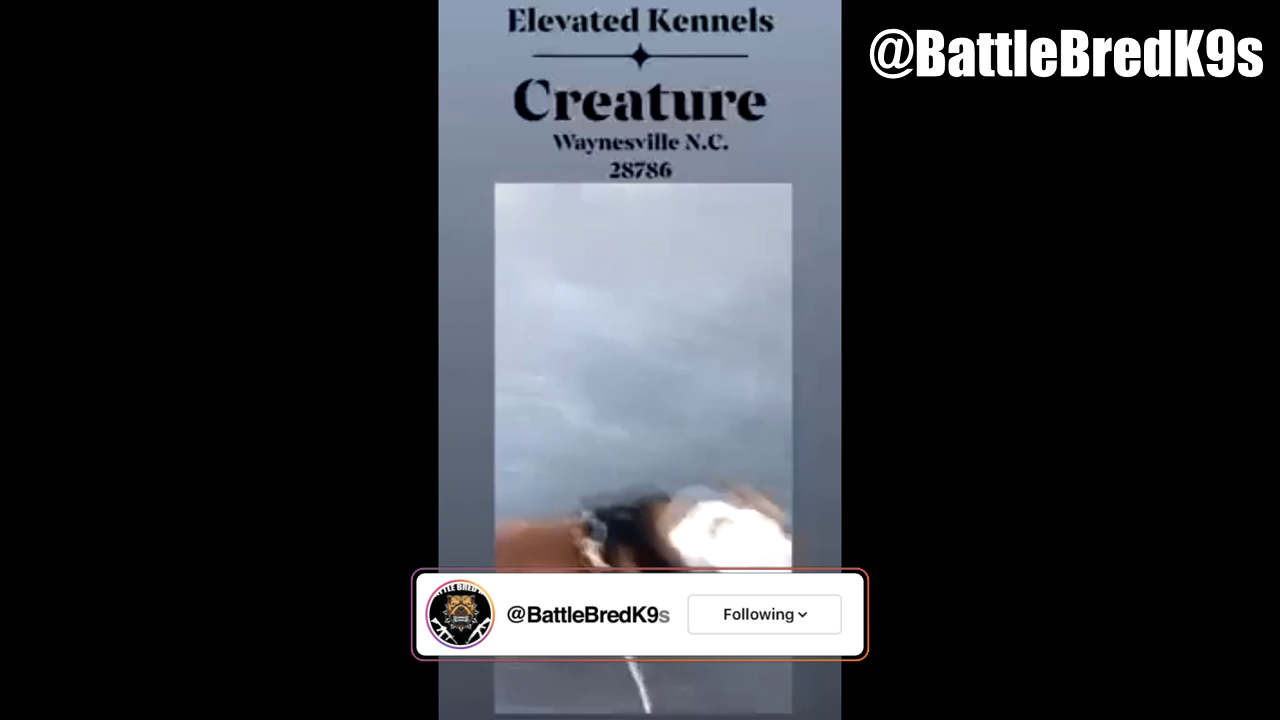 Elevated Kennels
@BattleBredK9s
Creature
Waynesville N.C.
28786
@BattleBredK9s
Following